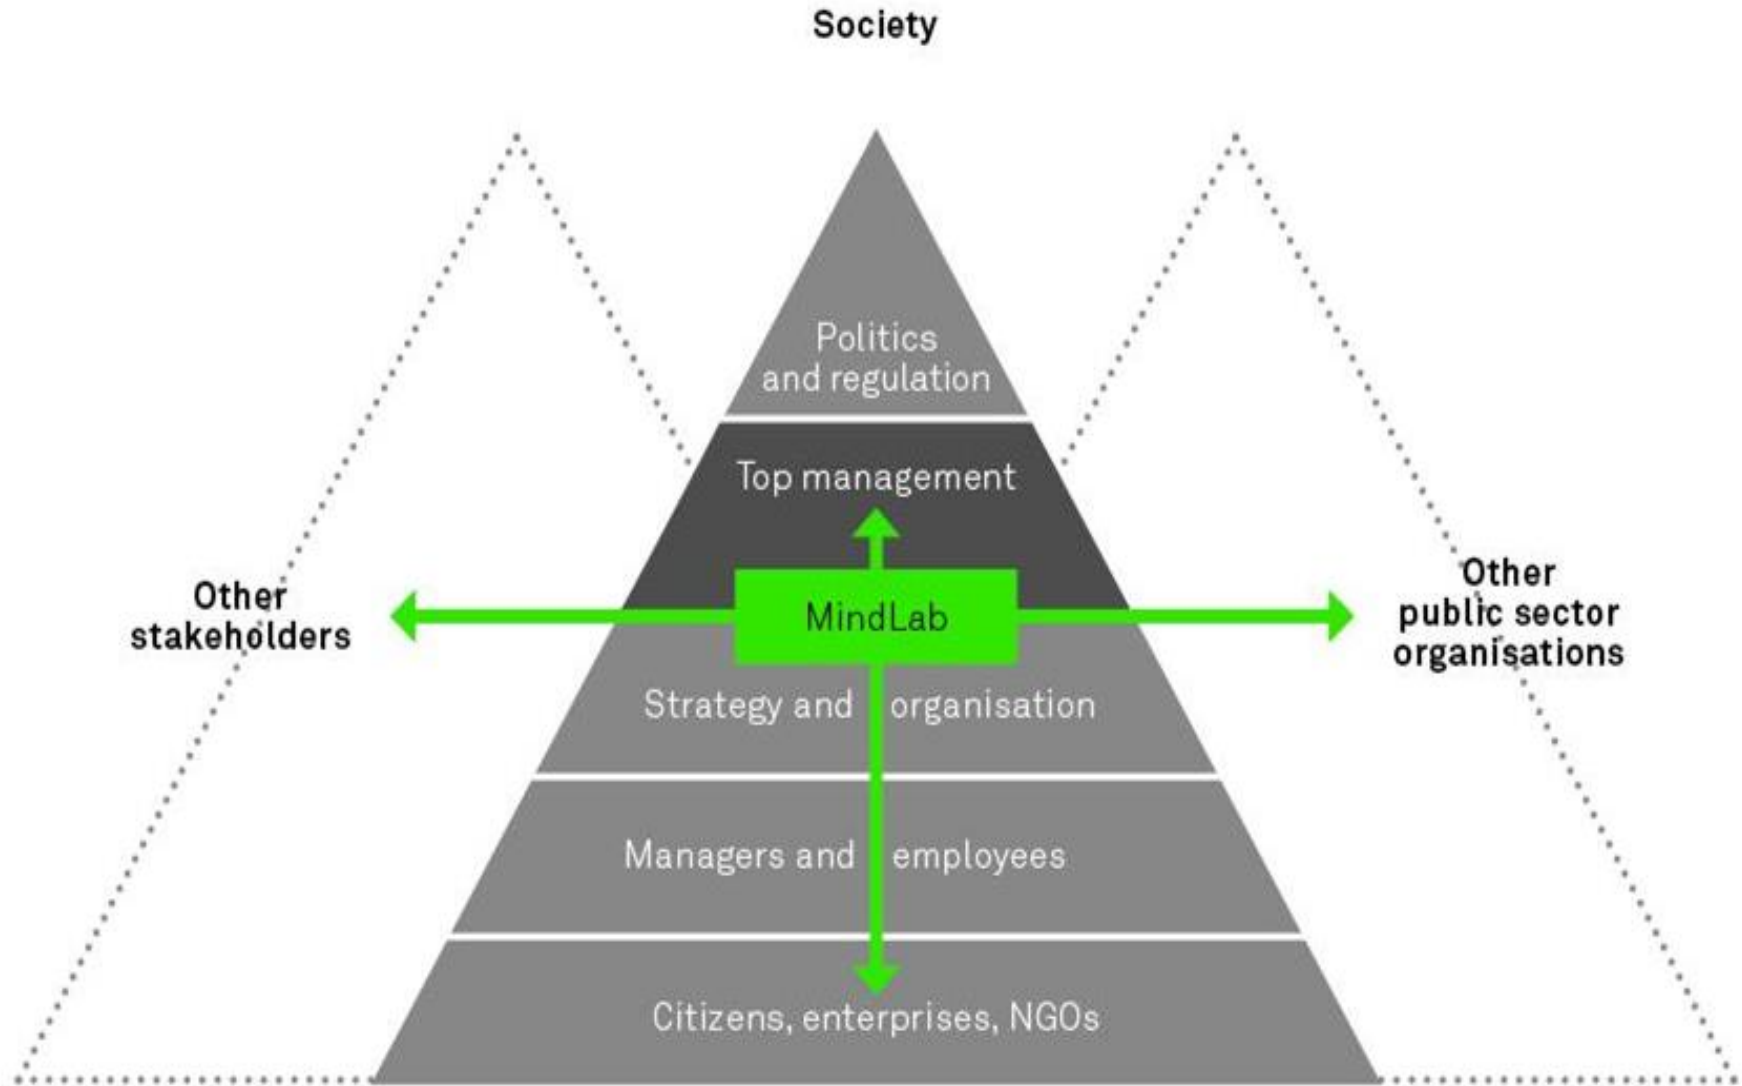 Society
Politics
and regulation
Top management
Other
stakeholders
MindLab
Other
public sector
organisations
Strategy and organisation
Managers and employees
Citizens, enterprises, NGOs